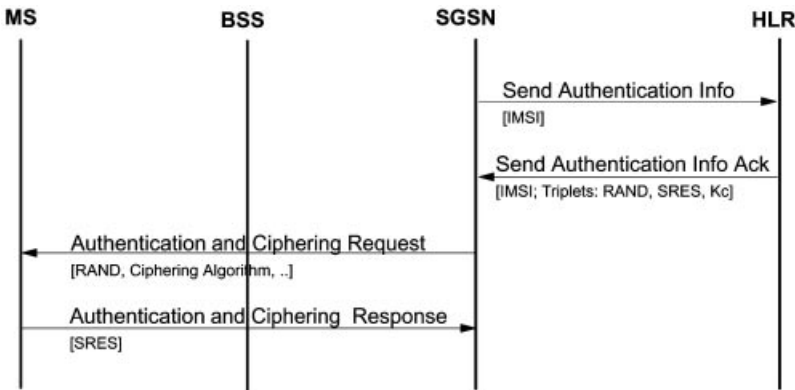 MS BSS SGSN HLR
Send Authentication Info
[IMSI]
Send Authentication Info Ack
[IMSI; Triplets: RAND, SRES, Kc]
Authentication and Ciphering Request
[RAND, Ciphering Algorithm, ..]
Authentication and Ciphering Response
[SRES]